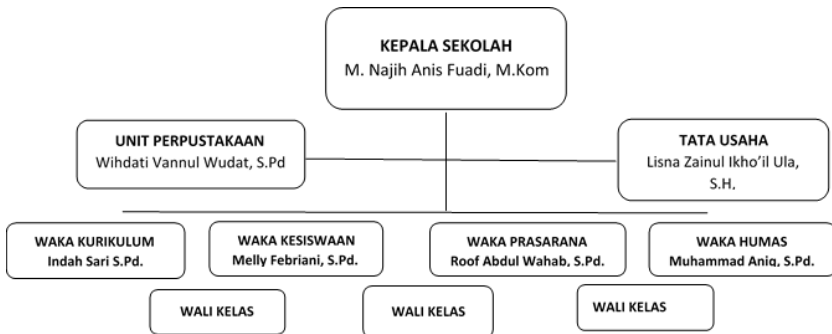 KEPALA SEKOLAH
M. Najih Anis Fuadi, M.Kom
UNIT PERPUSTAKAAN
Wihdati Vannul Wudat, S.Pd
TATA USAHA
Lisna Zainul Ikho'il Ula,
S.H.
WAKA KURIKULUM
Indah Sari S.Pd.
WAKA KESISWAAN
Melly Febriani, S.Pd.
WAKA PRASARANA
Roof Abdul Wahab, S.Pd.
WAKA HUMAS
Muhammad Aniq, S.Pd.
WALI KELAS
WALI KELAS
WALI KELAS